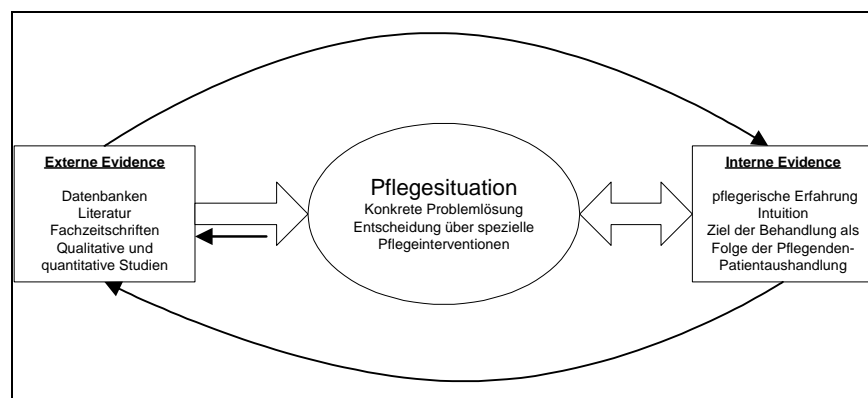 Externe Evidence
Datenbanken
Literatur
Fachzeitschriften
Qualitative und
quantitative Studien
Pflegesituation
Konkrete Problemlösung
Entscheidung über spezielle
Pflegeinterventionen
Interne Evidence
pflegerische Erfahrung
Intuition
Ziel der Behandlung als
Folge der Pflegenden-
Patientaushandlung